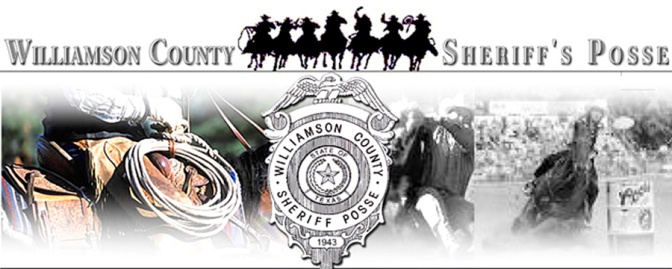 Williamson County Sheriff's Posse
WILLIAMSON COUNTY
STATE OF
TEXAS
SHERIFF POSSE
1943